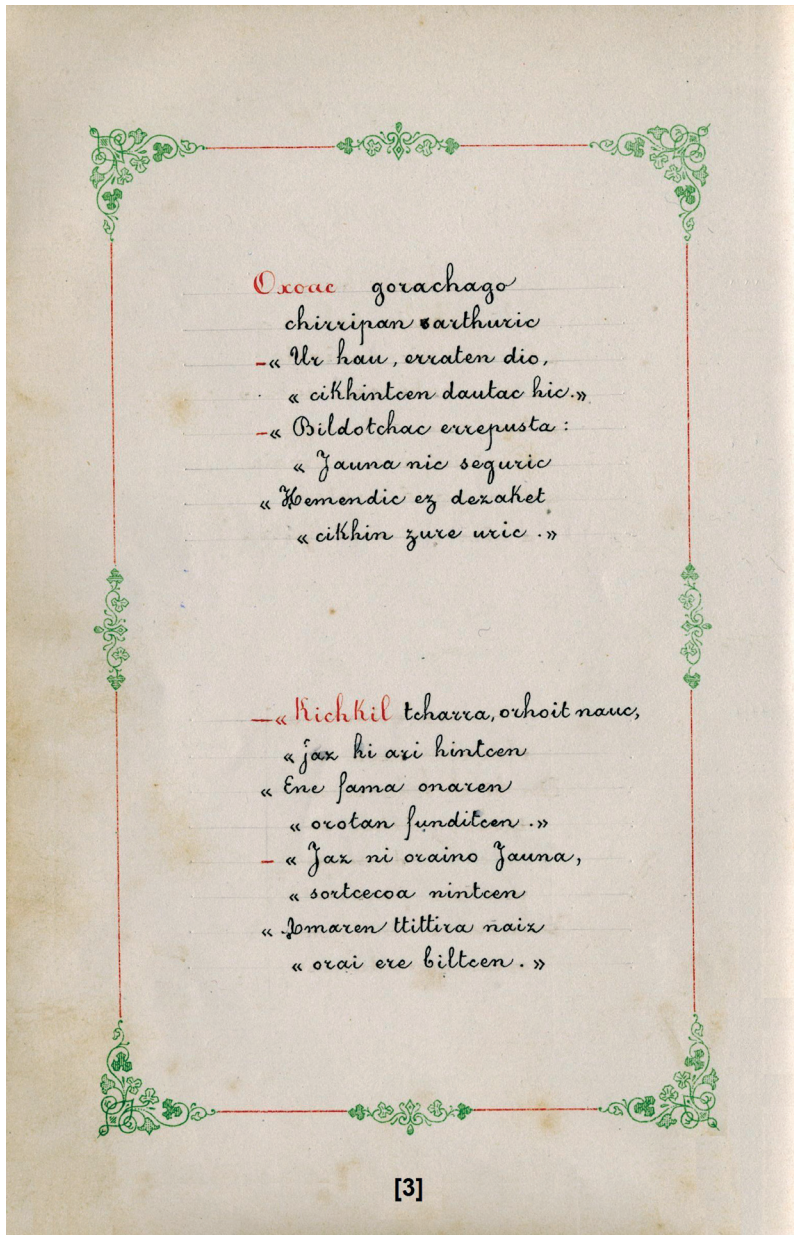 Oxoac gorachago
chirripan sarthuric
–« Ur hau, erraten dio,
« cikhintcen dautac hic.»
–« Bildotchac errepusta :
« Jauna nic seguric
« Hemendic ez dezaket
« cikhin zure uric .»
–« Kichkil tcharra, orhoit nauc,
« jaz hi ari hintcen
« Ene fama onaren
« orotan funditcen .»
– « Jaz ni oraino Jauna,
« sortcecoa nintcen
« Amaren ttittira naiz
« orai ere biltcen . »
[3]